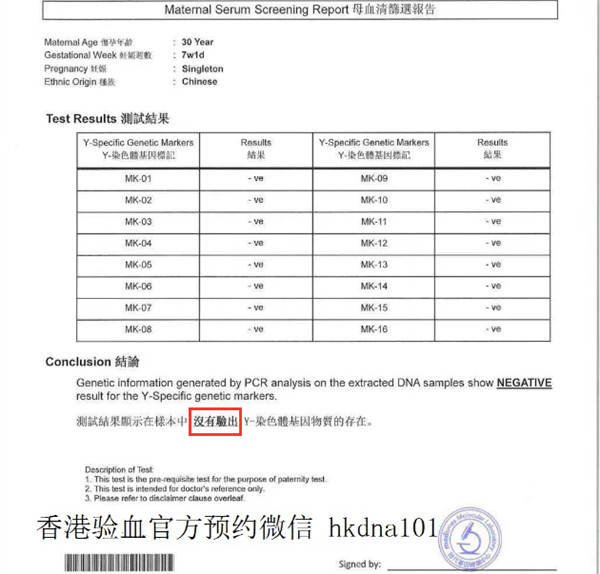 Maternal Serum Screening Report 母血清篩選報告
Maternal Age 懷孕年齡 : 30 Year
Gestational Week 妊娠週數 : 7w1d
Pregnancy 妊娠 : Singleton
Ethnic Origin 種族 : Chinese
Test Results 測試結果
Y-Specific Genetic Markers Results Y-Specific Genetic Markers Results
Y-染色體基因標記 結果 Y-染色體基因標記 結果
MK-01 - ve MK-09 - ve
MK-02 - ve MK-10 - ve
MK-03 - ve MK-11 - ve
MK-04 - ve MK-12 - ve
MK-05 - ve MK-13 - ve
MK-06 - ve MK-14 - ve
MK-07 - ve MK-15 - ve
MK-08 - ve MK-16 - ve
Conclusion 結論
Genetic information generated by PCR analysis on the extracted DNA samples show NEGATIVE
result for the Y-Specific genetic markers.
測試結果顯示在樣本中 沒有驗出 Y-染色體基因物質的存在。
Description of Test:
1. This test is the pre-requisite test for the purpose of paternity test.
2. This test is intended for doctor's reference only.
3. Please refer to disclaimer clause overleaf.
香港验血官方预约微信 hkdna101
Signed by: